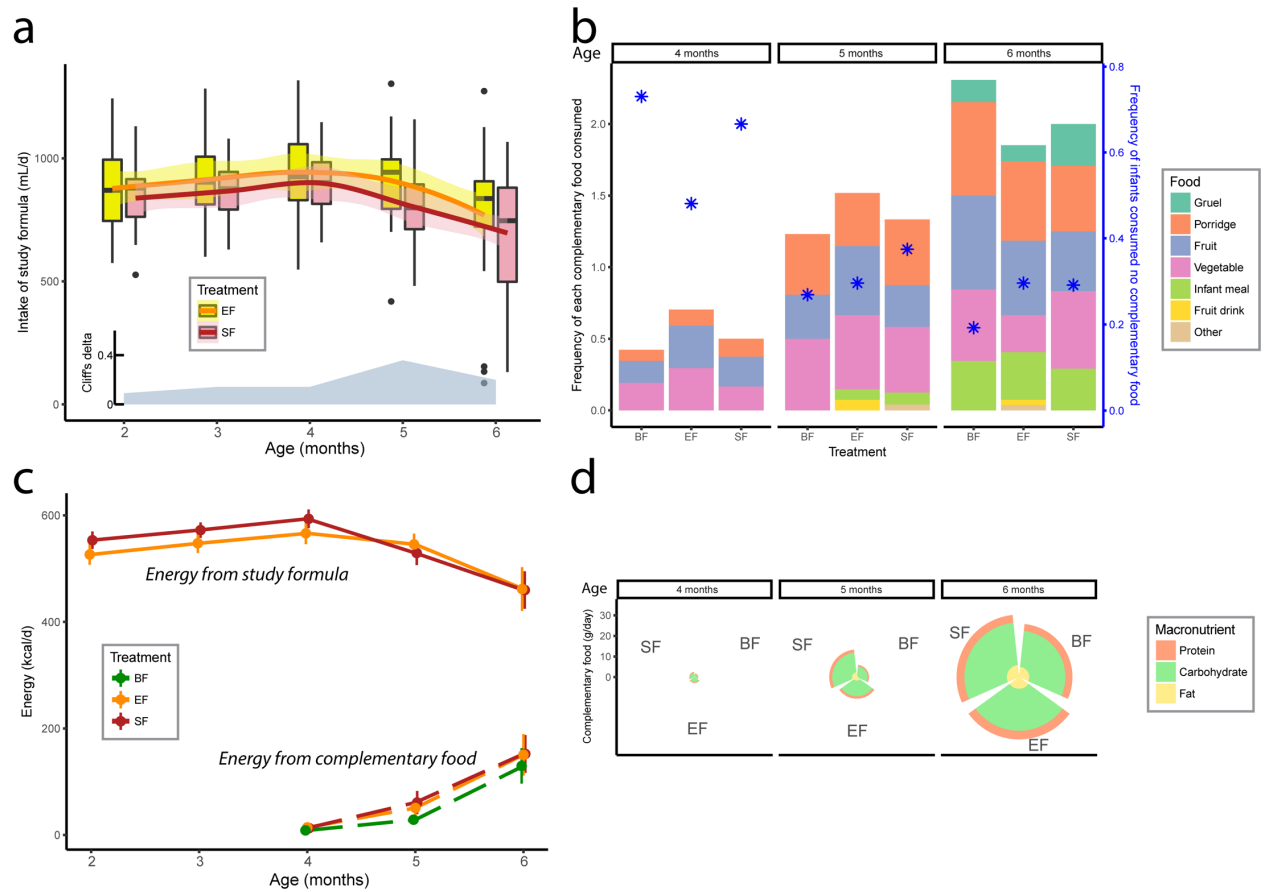 a
Intake of study formula (mL/d)
1000
500
0
Treatment
EF
SF
Cliff's delta
0.4
0
2
3
4
5
6
Age (months)
b
Age
4 months
5 months
6 months
Frequency of each complementary food consumed
2.0
1.5
1.0
0.5
0.0
0.8
0.6
0.4
0.2
0.0
Frequency of infants consumed no complementary food
BF
EF
SF
BF
EF
SF
BF
EF
SF
Treatment
Food
Gruel
Porridge
Fruit
Vegetable
Infant meal
Fruit drink
Other
c
Energy (kcal/d)
600
400
200
0
Energy from study formula
Treatment
BF
EF
SF
Energy from complementary food
2
3
4
5
6
Age (months)
d
Age
4 months
5 months
6 months
Complementary food (g/day)
30
20
10
0
SF
BF
EF
SF
BF
EF
SF
BF
EF
Macronutrient
Protein
Carbohydrate
Fat